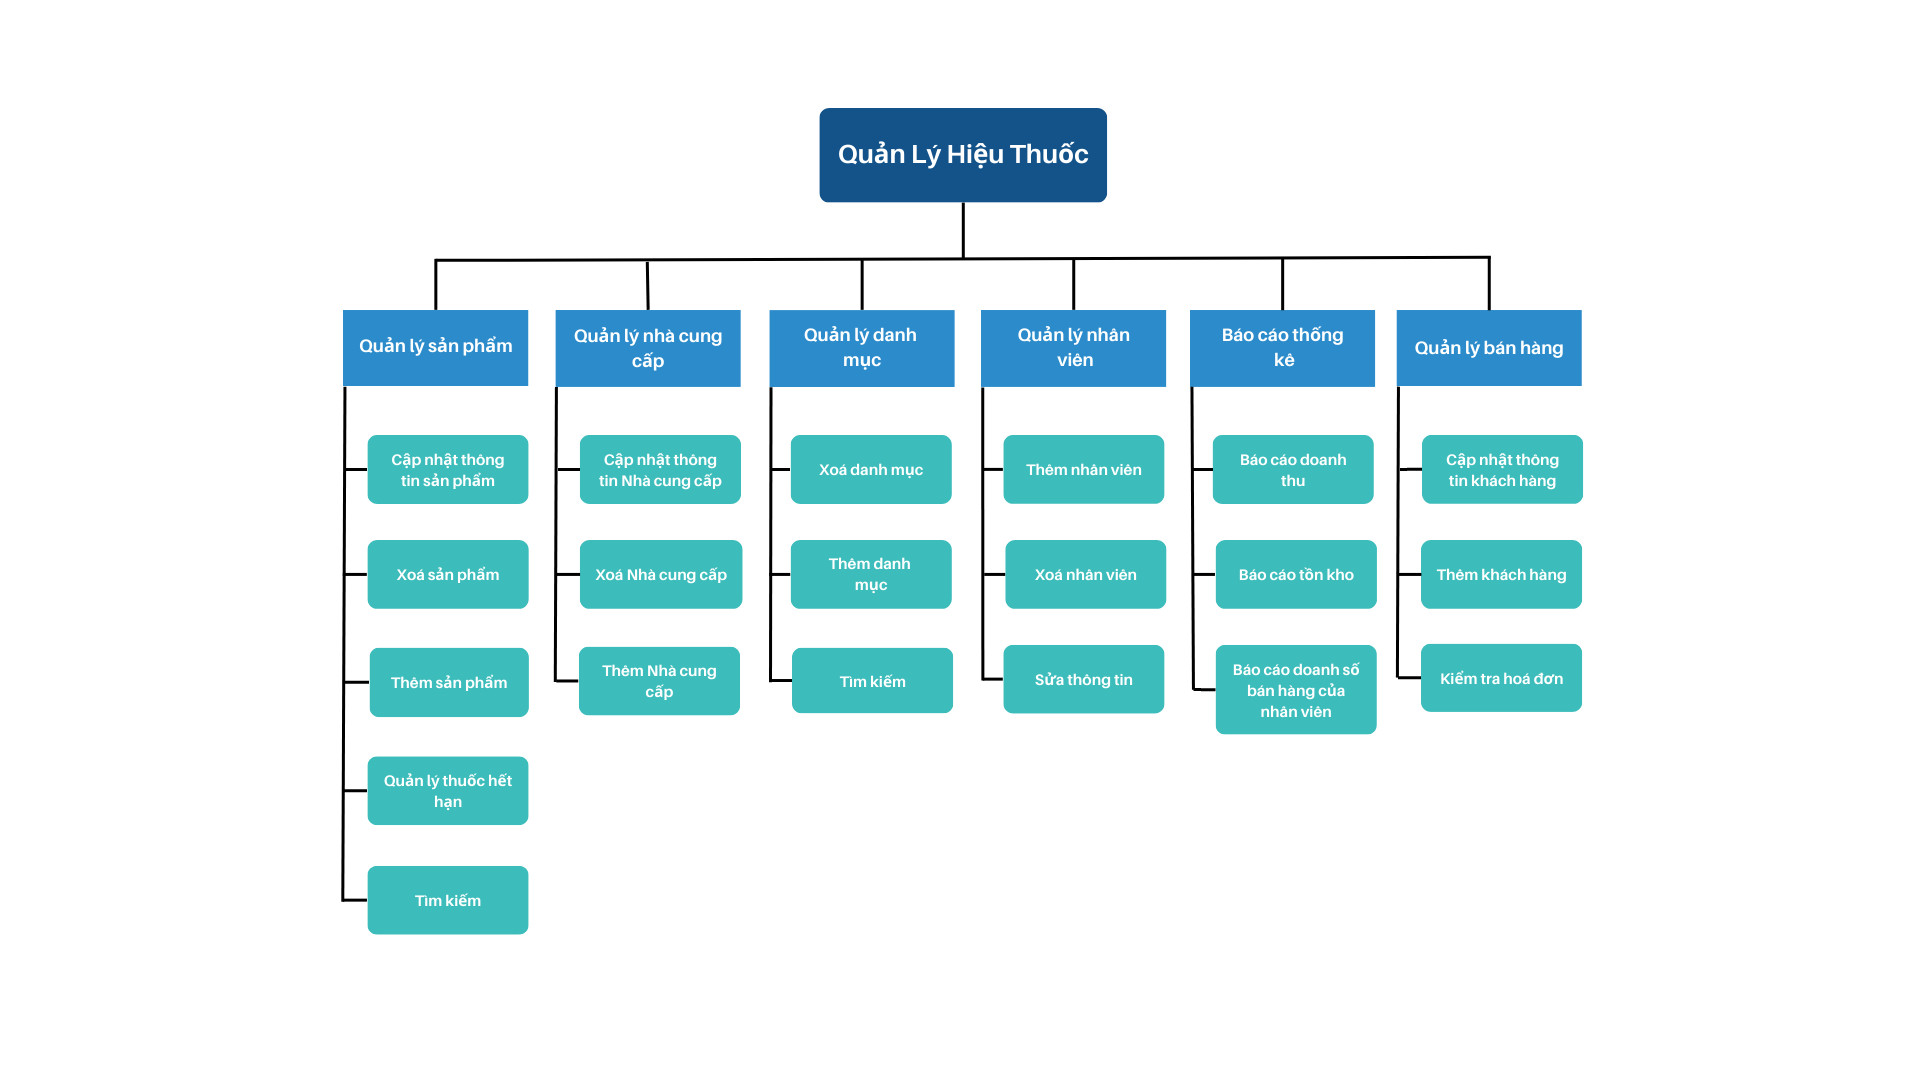 Quản Lý Hiệu Thuốc
Quản lý sản phẩm
Quản lý nhà cung
cấp
Quản lý danh
mục
Quản lý nhân
viên
Báo cáo thống
kê
Quản lý bán hàng
Cập nhật thông
tin sản phẩm
Xoá sản phẩm
Thêm sản phẩm
Quản lý thuốc hết
hạn
Tìm kiếm
Cập nhật thông
tin Nhà cung cấp
Xoá Nhà cung cấp
Thêm Nhà cung
cấp
Xoá danh mục
Thêm danh
mục
Tìm kiếm
Thêm nhân viên
Xoá nhân viên
Sửa thông tin
Báo cáo doanh
thu
Báo cáo tồn kho
Báo cáo doanh số
bán hàng của
nhân viên
Cập nhật thông
tin khách hàng
Thêm khách hàng
Kiểm tra hoá đơn